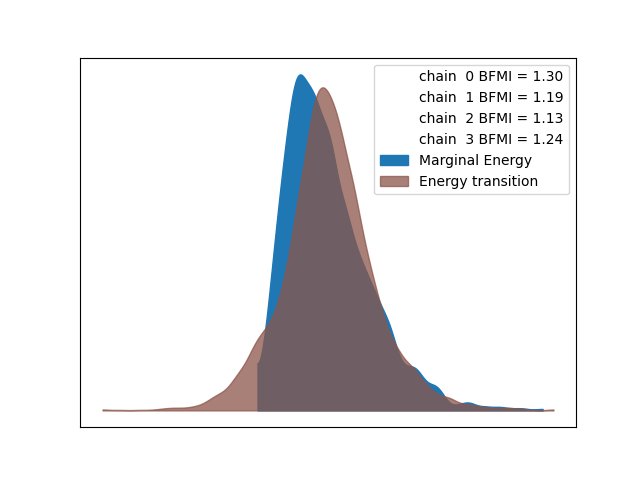 chain  0 BFMI = 1.30
chain  1 BFMI = 1.19
chain  2 BFMI = 1.13
chain  3 BFMI = 1.24
Marginal Energy
Energy transition